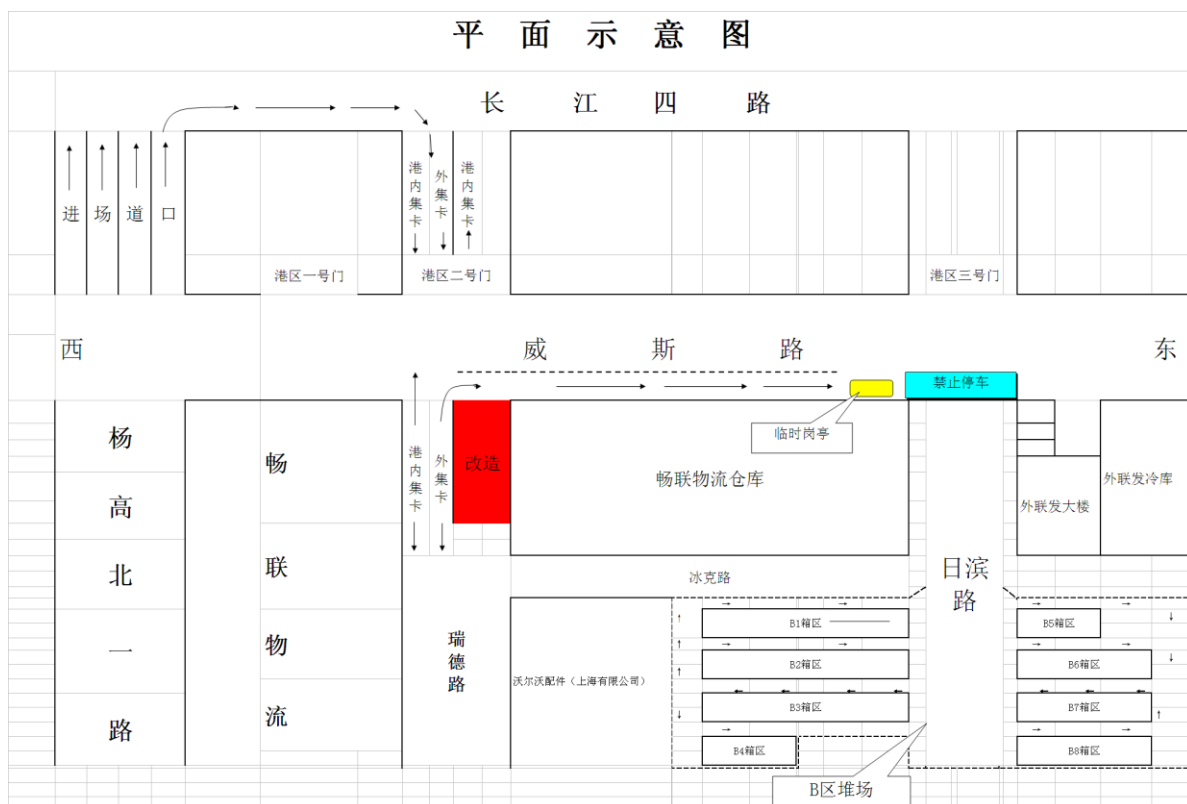 平面示意图
长江四路
进场道口
港内集卡
外集卡
港内集卡
港区一号门
港区二号门
港区三号门
西
威斯路
东
禁止停车
临时岗亭
杨高北一路
畅联物流
港内集卡
外集卡
改造
畅联物流仓库
外联发大楼
外联发冷库
冰克路
日滨路
瑞德路
沃尔沃配件（上海有限公司）
B1箱区
B2箱区
B3箱区
B4箱区
B5箱区
B6箱区
B7箱区
B8箱区
B区堆场